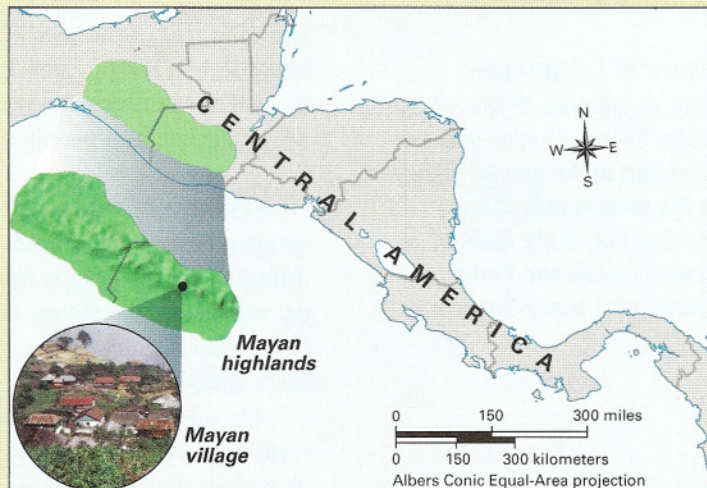 CENTRAL AMERICA
N
W E
S
Mayan
highlands
Mayan
village
0 150 300 miles
0 150 300 kilometers
Albers Conic Equal-Area projection